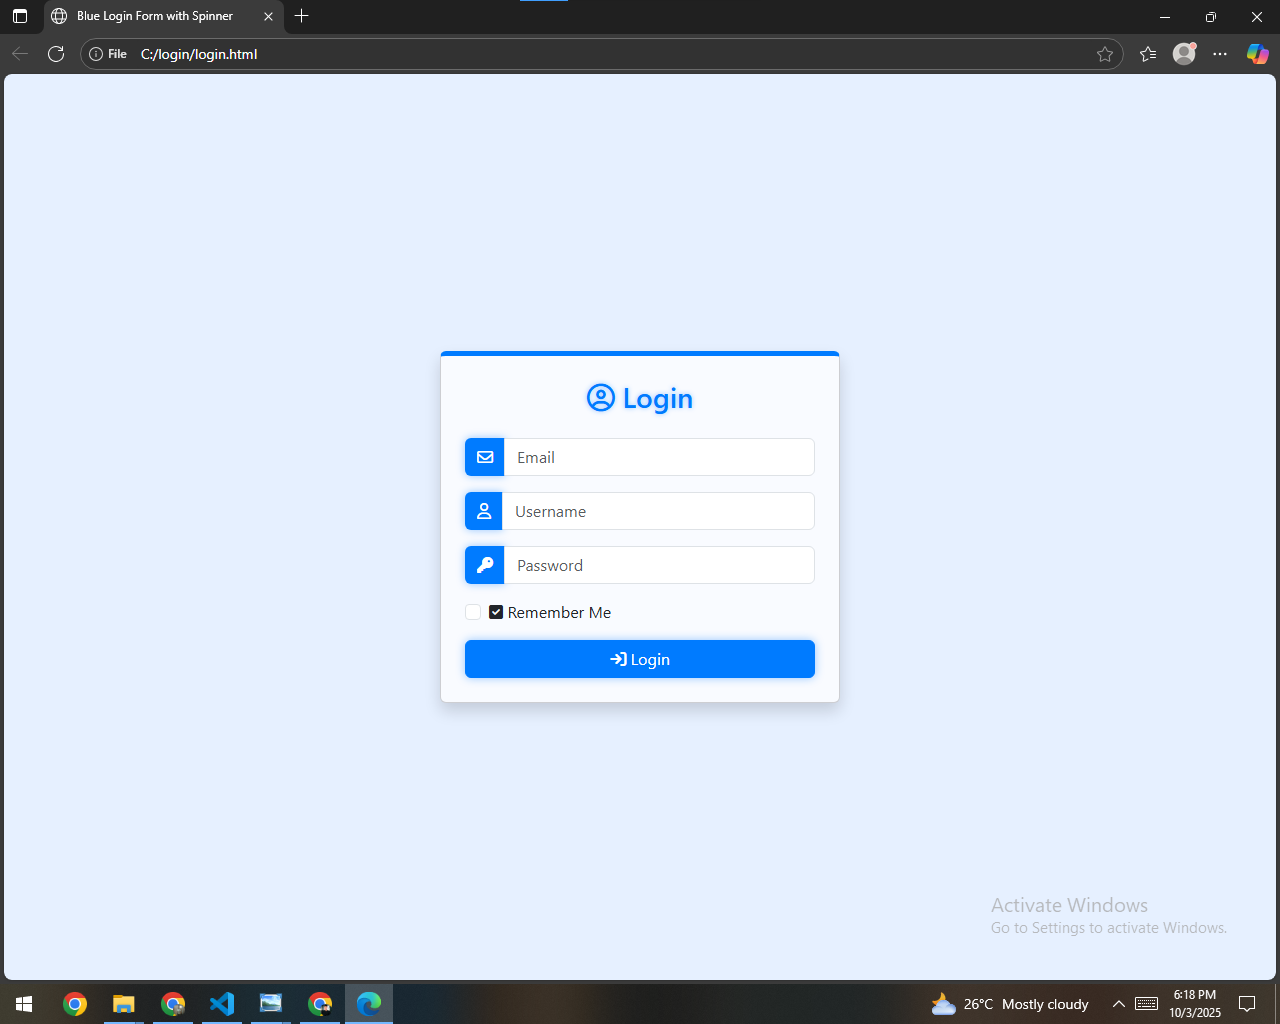 Blue Login Form with Spinner
File C:/login/login.html
Login
Email
Username
Password
Remember Me
Login
Activate Windows
Go to Settings to activate Windows.
26°C Mostly cloudy
6:18 PM
10/3/2025